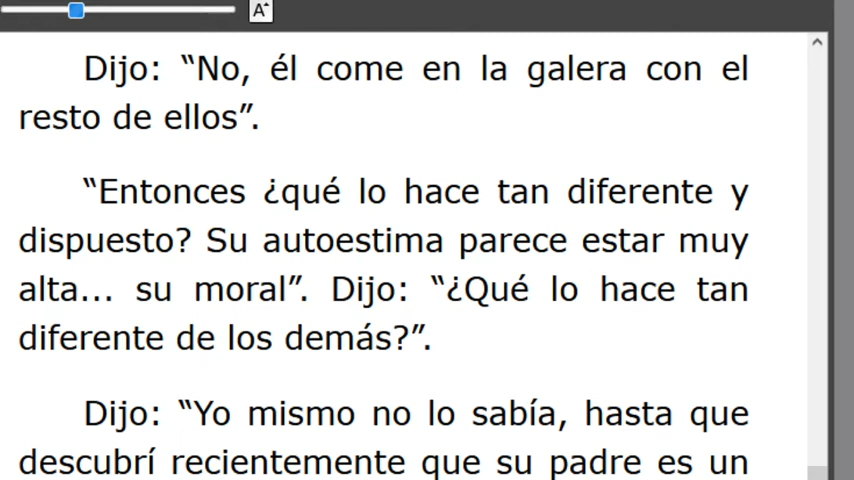 A
Dijo: “No, él come en la galera con el
resto de ellos”.
“Entonces ¿qué lo hace tan diferente y
dispuesto? Su autoestima parece estar muy
alta... su moral”. Dijo: “¿Qué lo hace tan
diferente de los demás?”.
Dijo: “Yo mismo no lo sabía, hasta que
descubrí recientemente que su padre es un